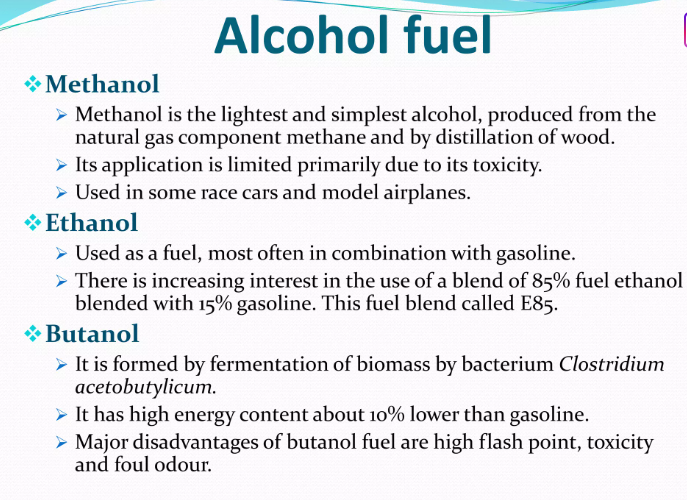 Alcohol fuel
Methanol
Methanol is the lightest and simplest alcohol, produced from the
natural gas component methane and by distillation of wood.
Its application is limited primarily due to its toxicity.
Used in some race cars and model airplanes.
Ethanol
Used as a fuel, most often in combination with gasoline.
There is increasing interest in the use of a blend of 85% fuel ethanol
blended with 15% gasoline. This fuel blend called E85.
Butanol
It is formed by fermentation of biomass by bacterium Clostridium
acetobutylicum.
It has high energy content about 10% lower than gasoline.
Major disadvantages of butanol fuel are high flash point, toxicity
and foul odour.